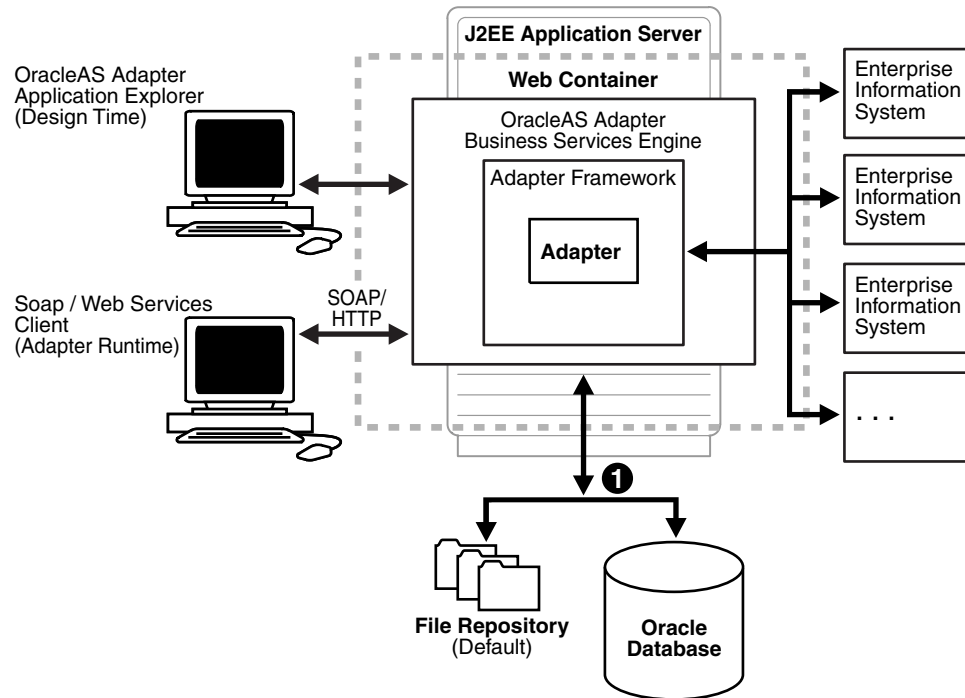 J2EE Application Server
Web Container
OracleAS Adapter
Application Explorer
(Design Time)
OracleAS Adapter
Business Services Engine
Adapter Framework
Adapter
Soap / Web Services
Client
(Adapter Runtime)
SOAP/
HTTP
Enterprise
Information
System
Enterprise
Information
System
Enterprise
Information
System
. . .
1
File Repository
(Default)
Oracle
Database